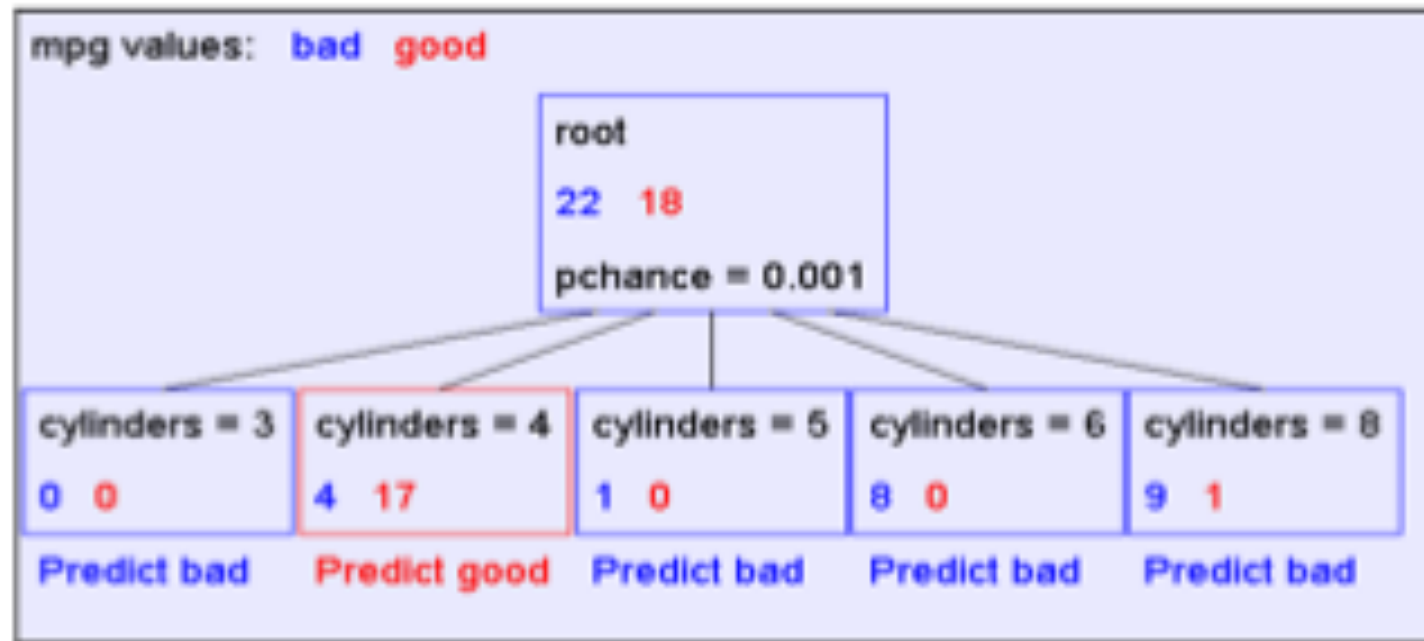 mpg values: bad good
root
22 18
pchance = 0.001
cylinders = 3 cylinders = 4 cylinders = 5 cylinders = 6 cylinders = 8
0 0 4 17 1 0 8 0 9 1
Predict bad Predict good Predict bad Predict bad Predict bad